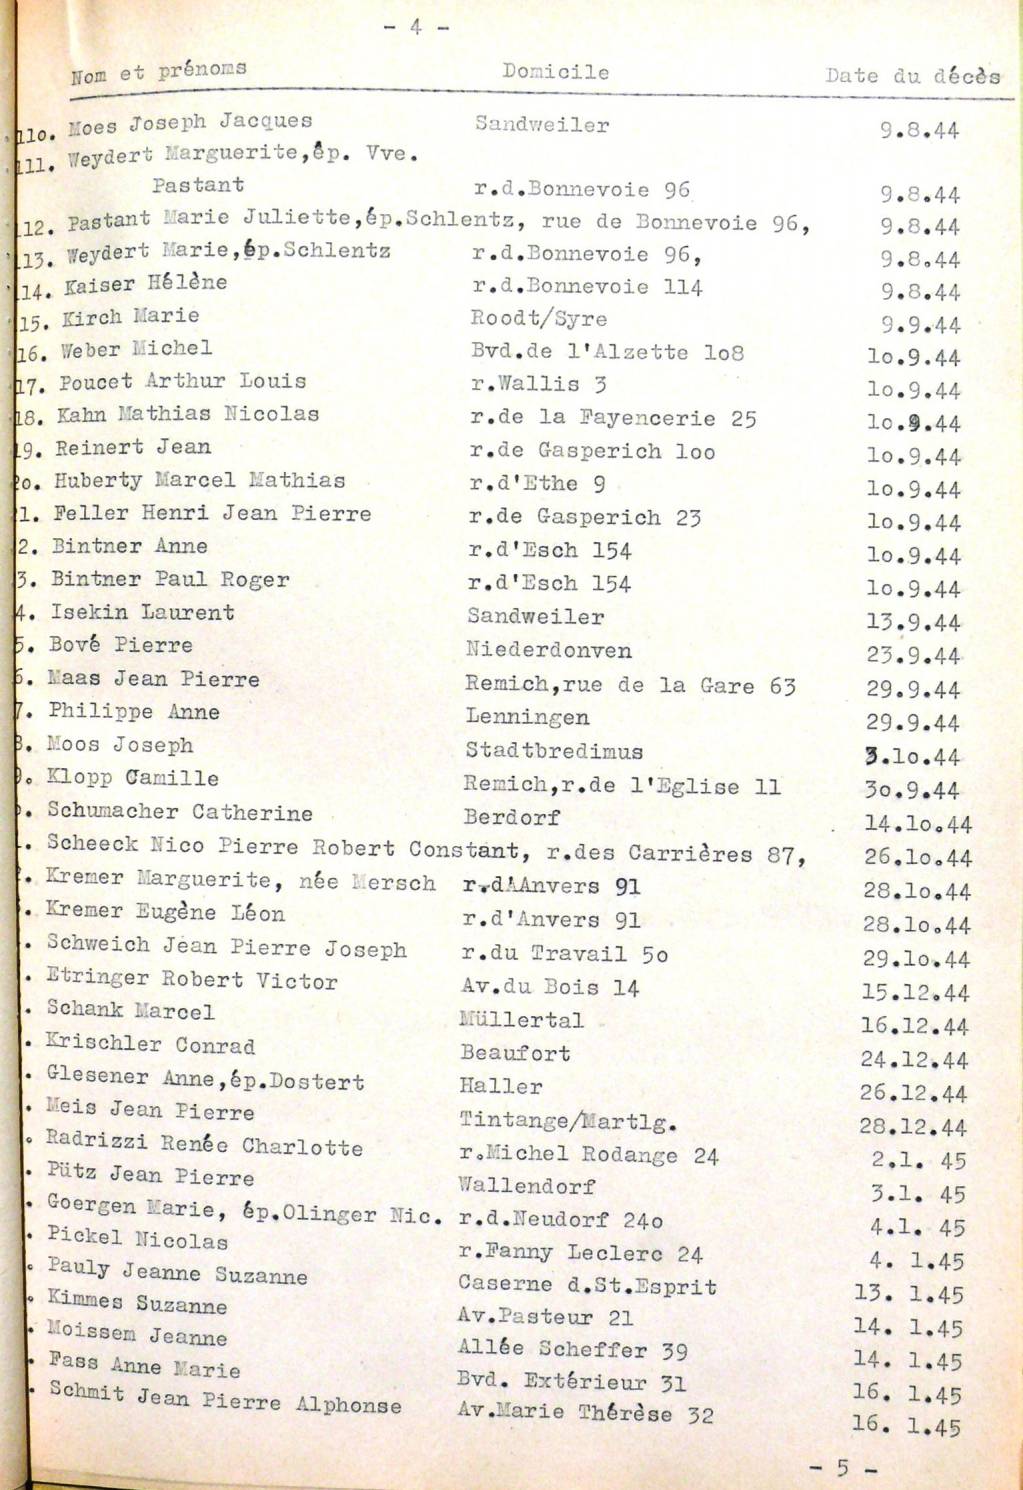 - 4 -
Nom et prénoms Domicile Date du décès
110. Moes Joseph Jacques Sandweiler 9.8.44
111. Weydert Marguerite,ép. Vve.
Pastant r.d.Bonnevoie 96 9.8.44
112. Pastant Marie Juliette,ép.Schlentz, rue de Bonnevoie 96, 9.8.44
113. Weydert Marie,ép.Schlentz r.d.Bonnevoie 96, 9.8.44
114. Kaiser Hélène r.d.Bonnevoie 114 9.8.44
15. Kirch Marie Roodt/Syre 9.9.44
16. Weber Michel Bvd.de l'Alzette 1o8 1o.9.44
17. Poucet Arthur Louis r.Wallis 3 1o.9.44
18. Kahn Mathias Nicolas r.de la Fayencerie 25 1o.9.44
19. Reinert Jean r.de Gasperich 1oo 1o.9.44
2o. Huberty Marcel Mathias r.d'Ethe 9 1o.9.44
1. Feller Henri Jean Pierre r.de Gasperich 23 1o.9.44
2. Bintner Anne r.d'Esch 154 1o.9.44
3. Bintner Paul Roger r.d'Esch 154 1o.9.44
4. Isekin Laurent Sandweiler 13.9.44
5. Bové Pierre Niederdonven 23.9.44
6. Maas Jean Pierre Remich,rue de la Gare 63 29.9.44
7. Philippe Anne Lenningen 29.9.44
8. Moos Joseph Stadtbredimus 3.1o.44
9. Klopp Camille Remich,r.de l'Eglise 11 3o.9.44
. Schumacher Catherine Berdorf 14.1o.44
. Scheeck Nico Pierre Robert Constant, r.des Carrières 87, 26.1o.44
. Kremer Marguerite, née Mersch r.d'Anvers 91 28.1o.44
. Kremer Eugène Léon r.d'Anvers 91 28.1o.44
. Schweich Jean Pierre Joseph r.du Travail 5o 29.1o.44
. Etringer Robert Victor Av.du Bois 14 15.12.44
. Schank Marcel Müllertal 16.12.44
. Krischler Conrad Beaufort 24.12.44
. Glesener Anne,ép.Dostert Haller 26.12.44
. Meis Jean Pierre Tintange/Martlg. 28.12.44
. Radrizzi Renée Charlotte r.Michel Rodange 24 2.1. 45
. Pütz Jean Pierre Wallendorf 3.1. 45
. Goergen Marie, ép.Olinger Nic. r.d.Neudorf 24o 4.1. 45
. Pickel Nicolas r.Fanny Leclerc 24 4. 1.45
. Pauly Jeanne Suzanne Caserne d.St.Esprit 13. 1.45
. Kimmes Suzanne Av.Pasteur 21 14. 1.45
. Moissem Jeanne Allée Scheffer 39 14. 1.45
. Fass Anne Marie Bvd. Extérieur 31 16. 1.45
. Schmit Jean Pierre Alphonse Av.Marie Thérèse 32 16. 1.45
- 5 -